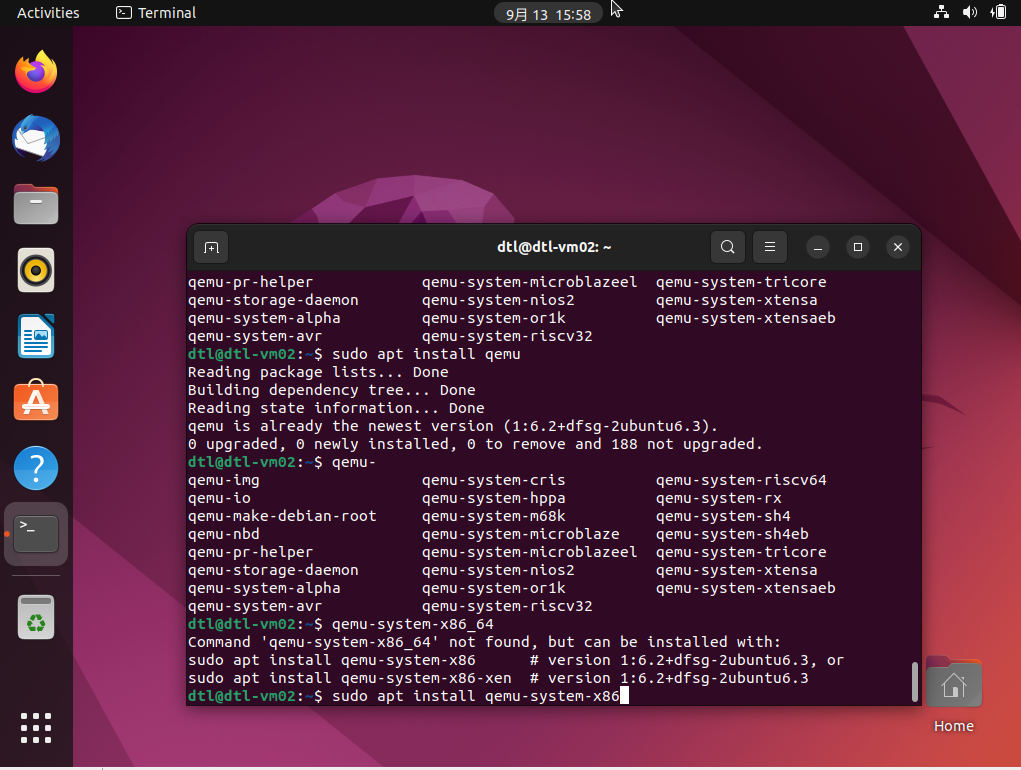 Activities Terminal 9月 13 15:58
dtl@dtl-vm02: ~
qemu-pr-helper qemu-system-microblazeel qemu-system-tricore
qemu-storage-daemon qemu-system-nios2 qemu-system-xtensa
qemu-system-alpha qemu-system-or1k qemu-system-xtensaeb
qemu-system-avr qemu-system-riscv32
dtl@dtl-vm02:~$ sudo apt install qemu
Reading package lists... Done
Building dependency tree... Done
Reading state information... Done
qemu is already the newest version (1:6.2+dfsg-2ubuntu6.3).
0 upgraded, 0 newly installed, 0 to remove and 188 not upgraded.
dtl@dtl-vm02:~$ qemu-
qemu-img qemu-system-cris qemu-system-riscv64
qemu-io qemu-system-hppa qemu-system-rx
qemu-make-debian-root qemu-system-m68k qemu-system-sh4
qemu-nbd qemu-system-microblaze qemu-system-sh4eb
qemu-pr-helper qemu-system-microblazeel qemu-system-tricore
qemu-storage-daemon qemu-system-nios2 qemu-system-xtensa
qemu-system-alpha qemu-system-or1k qemu-system-xtensaeb
qemu-system-avr qemu-system-riscv32
dtl@dtl-vm02:~$ qemu-system-x86_64
Command 'qemu-system-x86_64' not found, but can be installed with:
sudo apt install qemu-system-x86 # version 1:6.2+dfsg-2ubuntu6.3, or
sudo apt install qemu-system-x86-xen # version 1:6.2+dfsg-2ubuntu6.3
dtl@dtl-vm02:~$ sudo apt install qemu-system-x86
Home